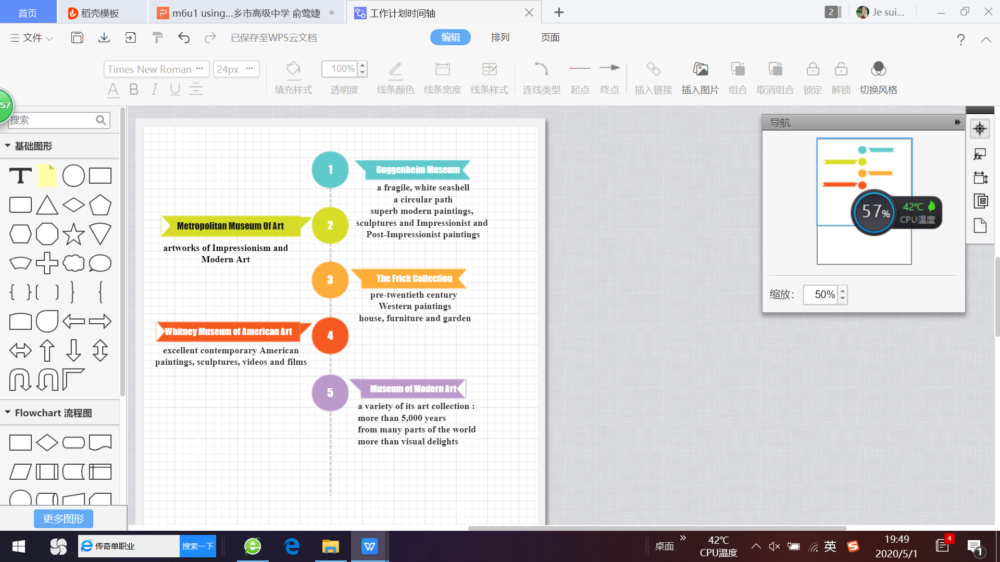 首页
稻壳模板
m6u1 using...乡市高级中学 俞莺婕
工作计划时间轴
2
Je sui...
文件
已保存至WPS云文档
编辑
排列
页面
Times New Roman ···
24px ···
100%
A B I U
填充样式
透明度
线条颜色
线条宽度
线条样式
连线类型
起点
终点
插入链接
插入图片
组合
取消组合
锁定
解锁
切换风格
57
搜索
基础图形
Flowchart 流程图
更多图形
1
Guggenheim Museum
a fragile, white seashell
a circular path
superb modern paintings,
sculptures and Impressionist and
Post-Impressionist paintings
2
Metropolitan Museum Of Art
artworks of Impressionism and
Modern Art
3
The Frick Collection
pre-twentieth century
Western paintings
house, furniture and garden
4
Whitney Museum of American Art
excellent contemporary American
paintings, sculptures, videos and films
5
Museum of Modern Art
a variety of its art collection :
more than 5,000 years
from many parts of the world
more than visual delights
导航
57%
42℃
CPU温度
缩放：
50%
fx
传奇单职业
搜索一下
桌面
42℃
CPU温度
英
19:49
2020/5/1
4
1